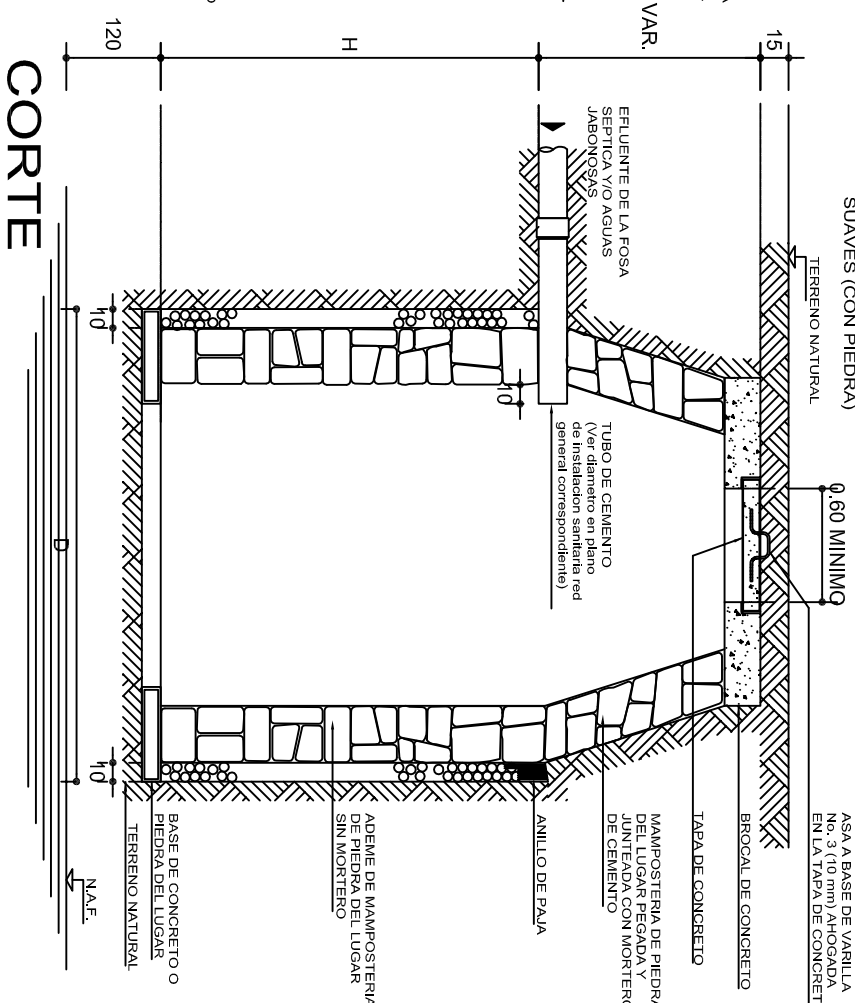 SUAVES (CON PIEDRA)
TERRENO NATURAL
0.60 MINIMO
ASA A BASE DE VARILLA
No. 3 (10 mm) AHOGADA
EN LA TAPA DE CONCRET
BROCAL DE CONCRETO
TAPA DE CONCRETO
MAMPOSTERIA DE PIEDRA
DEL LUGAR PEGADA Y
JUNTEADA CON MORTERO
DE CEMENTO
ANILLO DE PAJA
ADEME DE MAMPOSTERIA
DE PIEDRA DEL LUGAR
SIN MORTERO
BASE DE CONCRETO O
PIEDRA DEL LUGAR
TERRENO NATURAL
N.A.F.
15
VAR.
H
120
EFLUENTE DE LA FOSA
SEPTICA Y/O AGUAS
JABONOSAS
TUBO DE CEMENTO
(Ver diametro en plano
de instalacion sanitaria red
general correspondiente)
10
10
D
10
CORTE